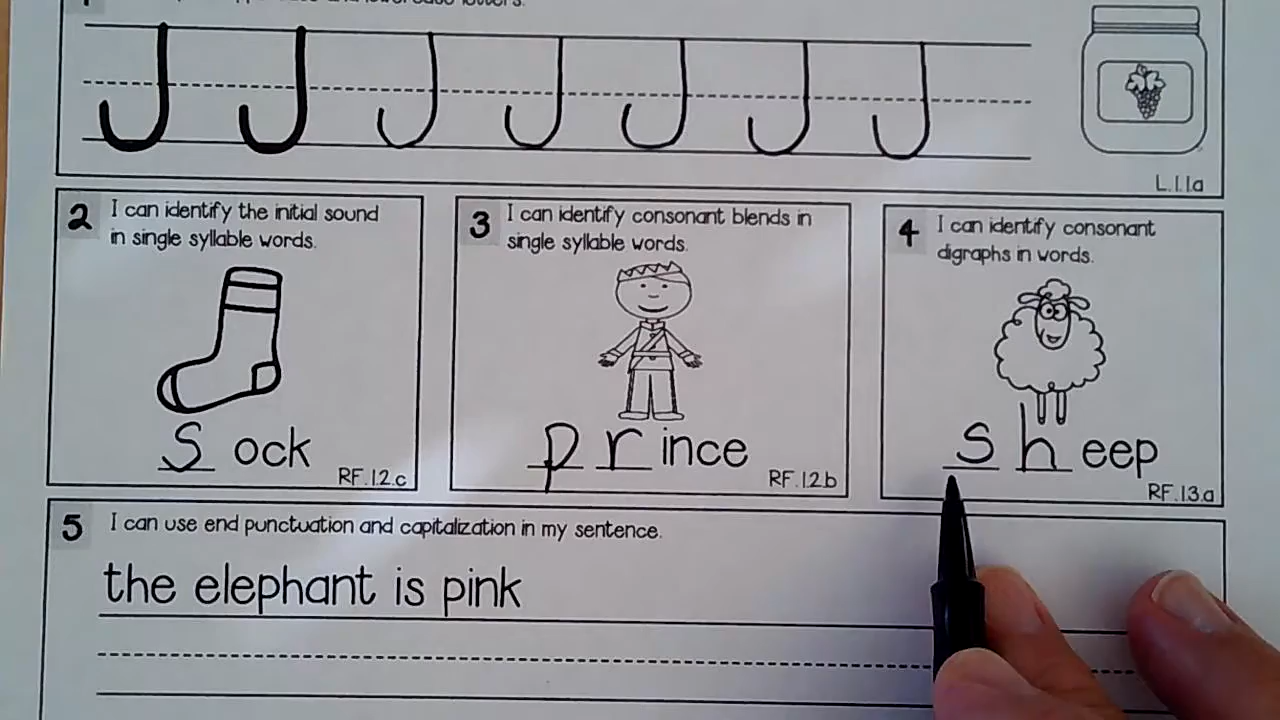 lowercase letters.
J J J J J J J
L.1.1a
2 I can identify the initial sound
in single syllable words.
s ock
RF.1.2.c
3 I can identify consonant blends in
single syllable words.
p r ince
RF.1.2.b
4 I can identify consonant
digraphs in words.
s h eep
RF.1.3.a
5 I can use end punctuation and capitalization in my sentence.
the elephant is pink